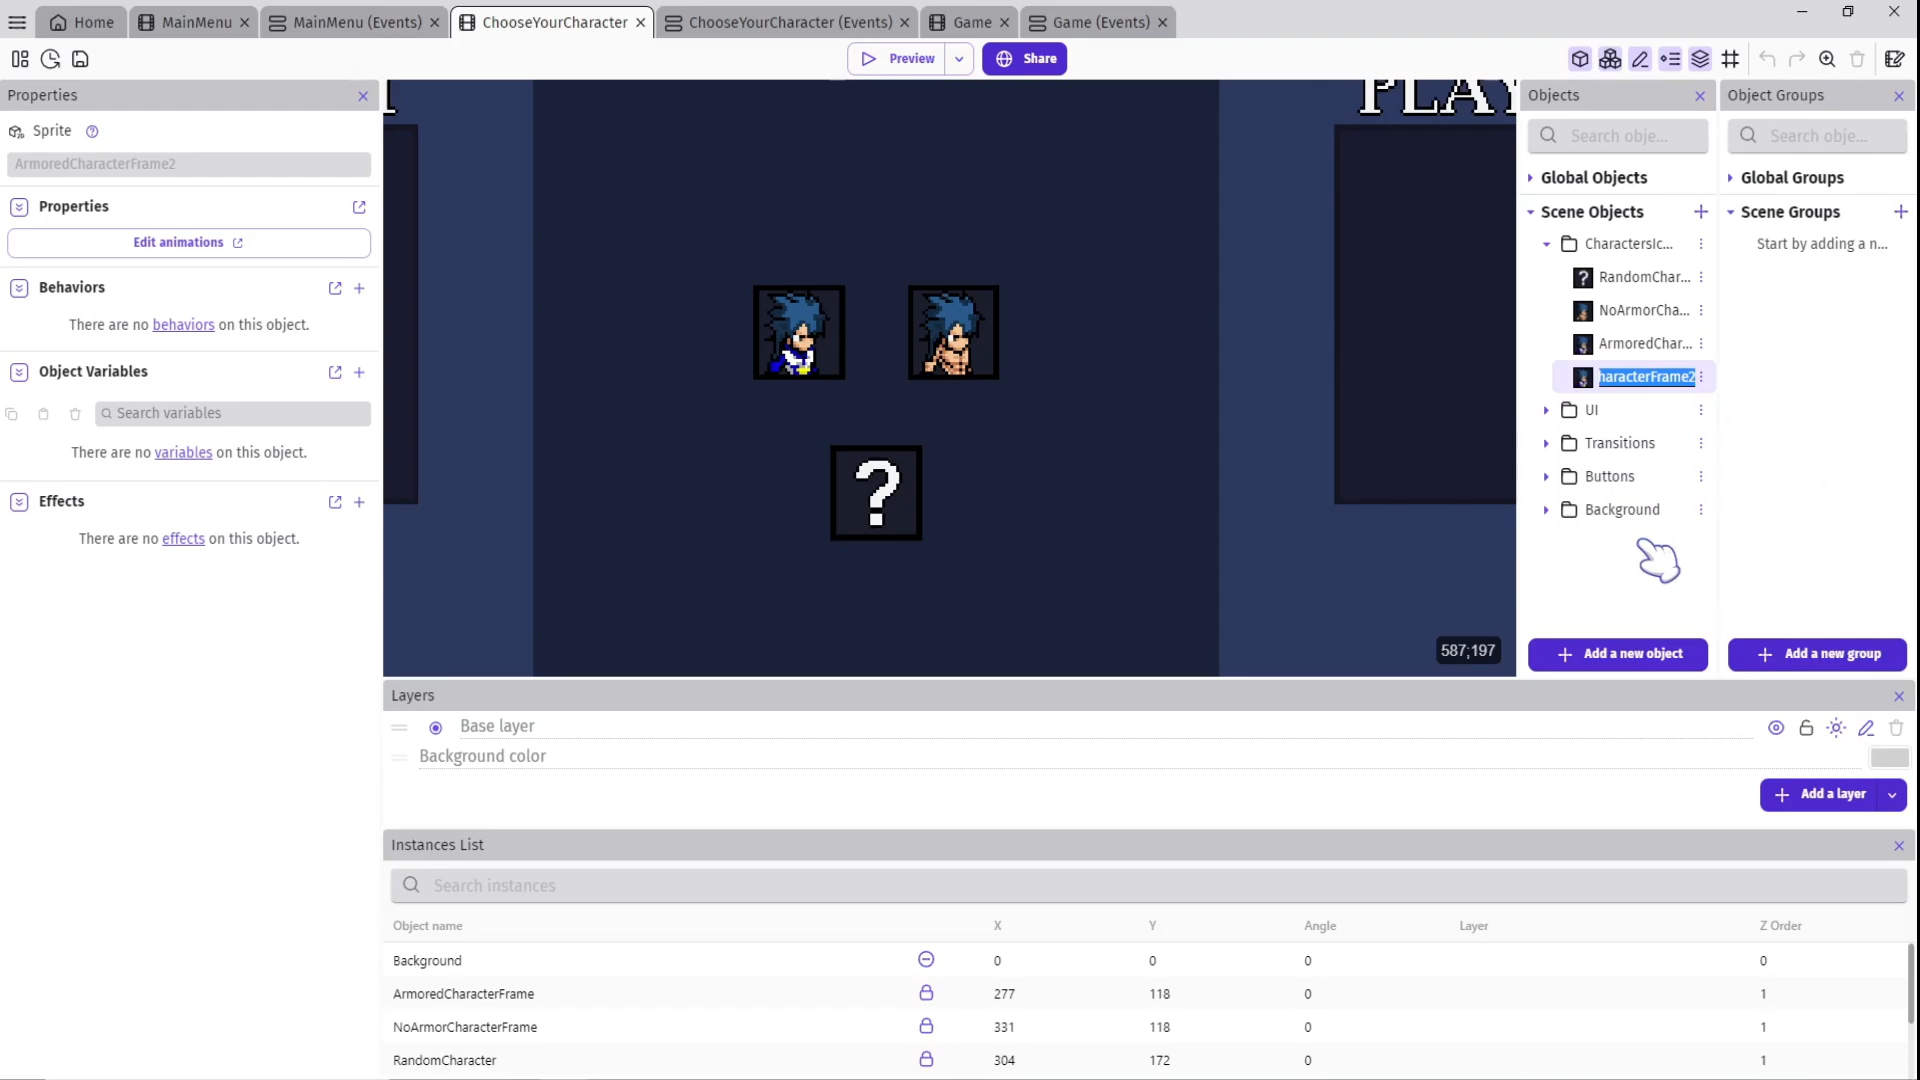 Home
MainMenu
MainMenu (Events)
ChooseYourCharacter
ChooseYourCharacter (Events)
Game
Game (Events)
Preview
Share
Properties
Sprite
ArmoredCharacterFrame2
Properties
Edit animations
Behaviors
There are no behaviors on this object.
Object Variables
Search variables
There are no variables on this object.
Effects
There are no effects on this object.
PLAY
?
587;197
Objects
Search obje...
Global Objects
Scene Objects
CharactersIc...
RandomChar...
NoArmorCha...
ArmoredChar...
haracterFrame2
UI
Transitions
Buttons
Background
Add a new object
Object Groups
Search obje...
Global Groups
Scene Groups
Start by adding a n...
Add a new group
Layers
Base layer
Background color
Add a layer
Instances List
Search instances
Object name X Y Angle Layer Z Order
Background 0 0 0 0
ArmoredCharacterFrame 277 118 0 1
NoArmorCharacterFrame 331 118 0 1
RandomCharacter 304 172 0 1